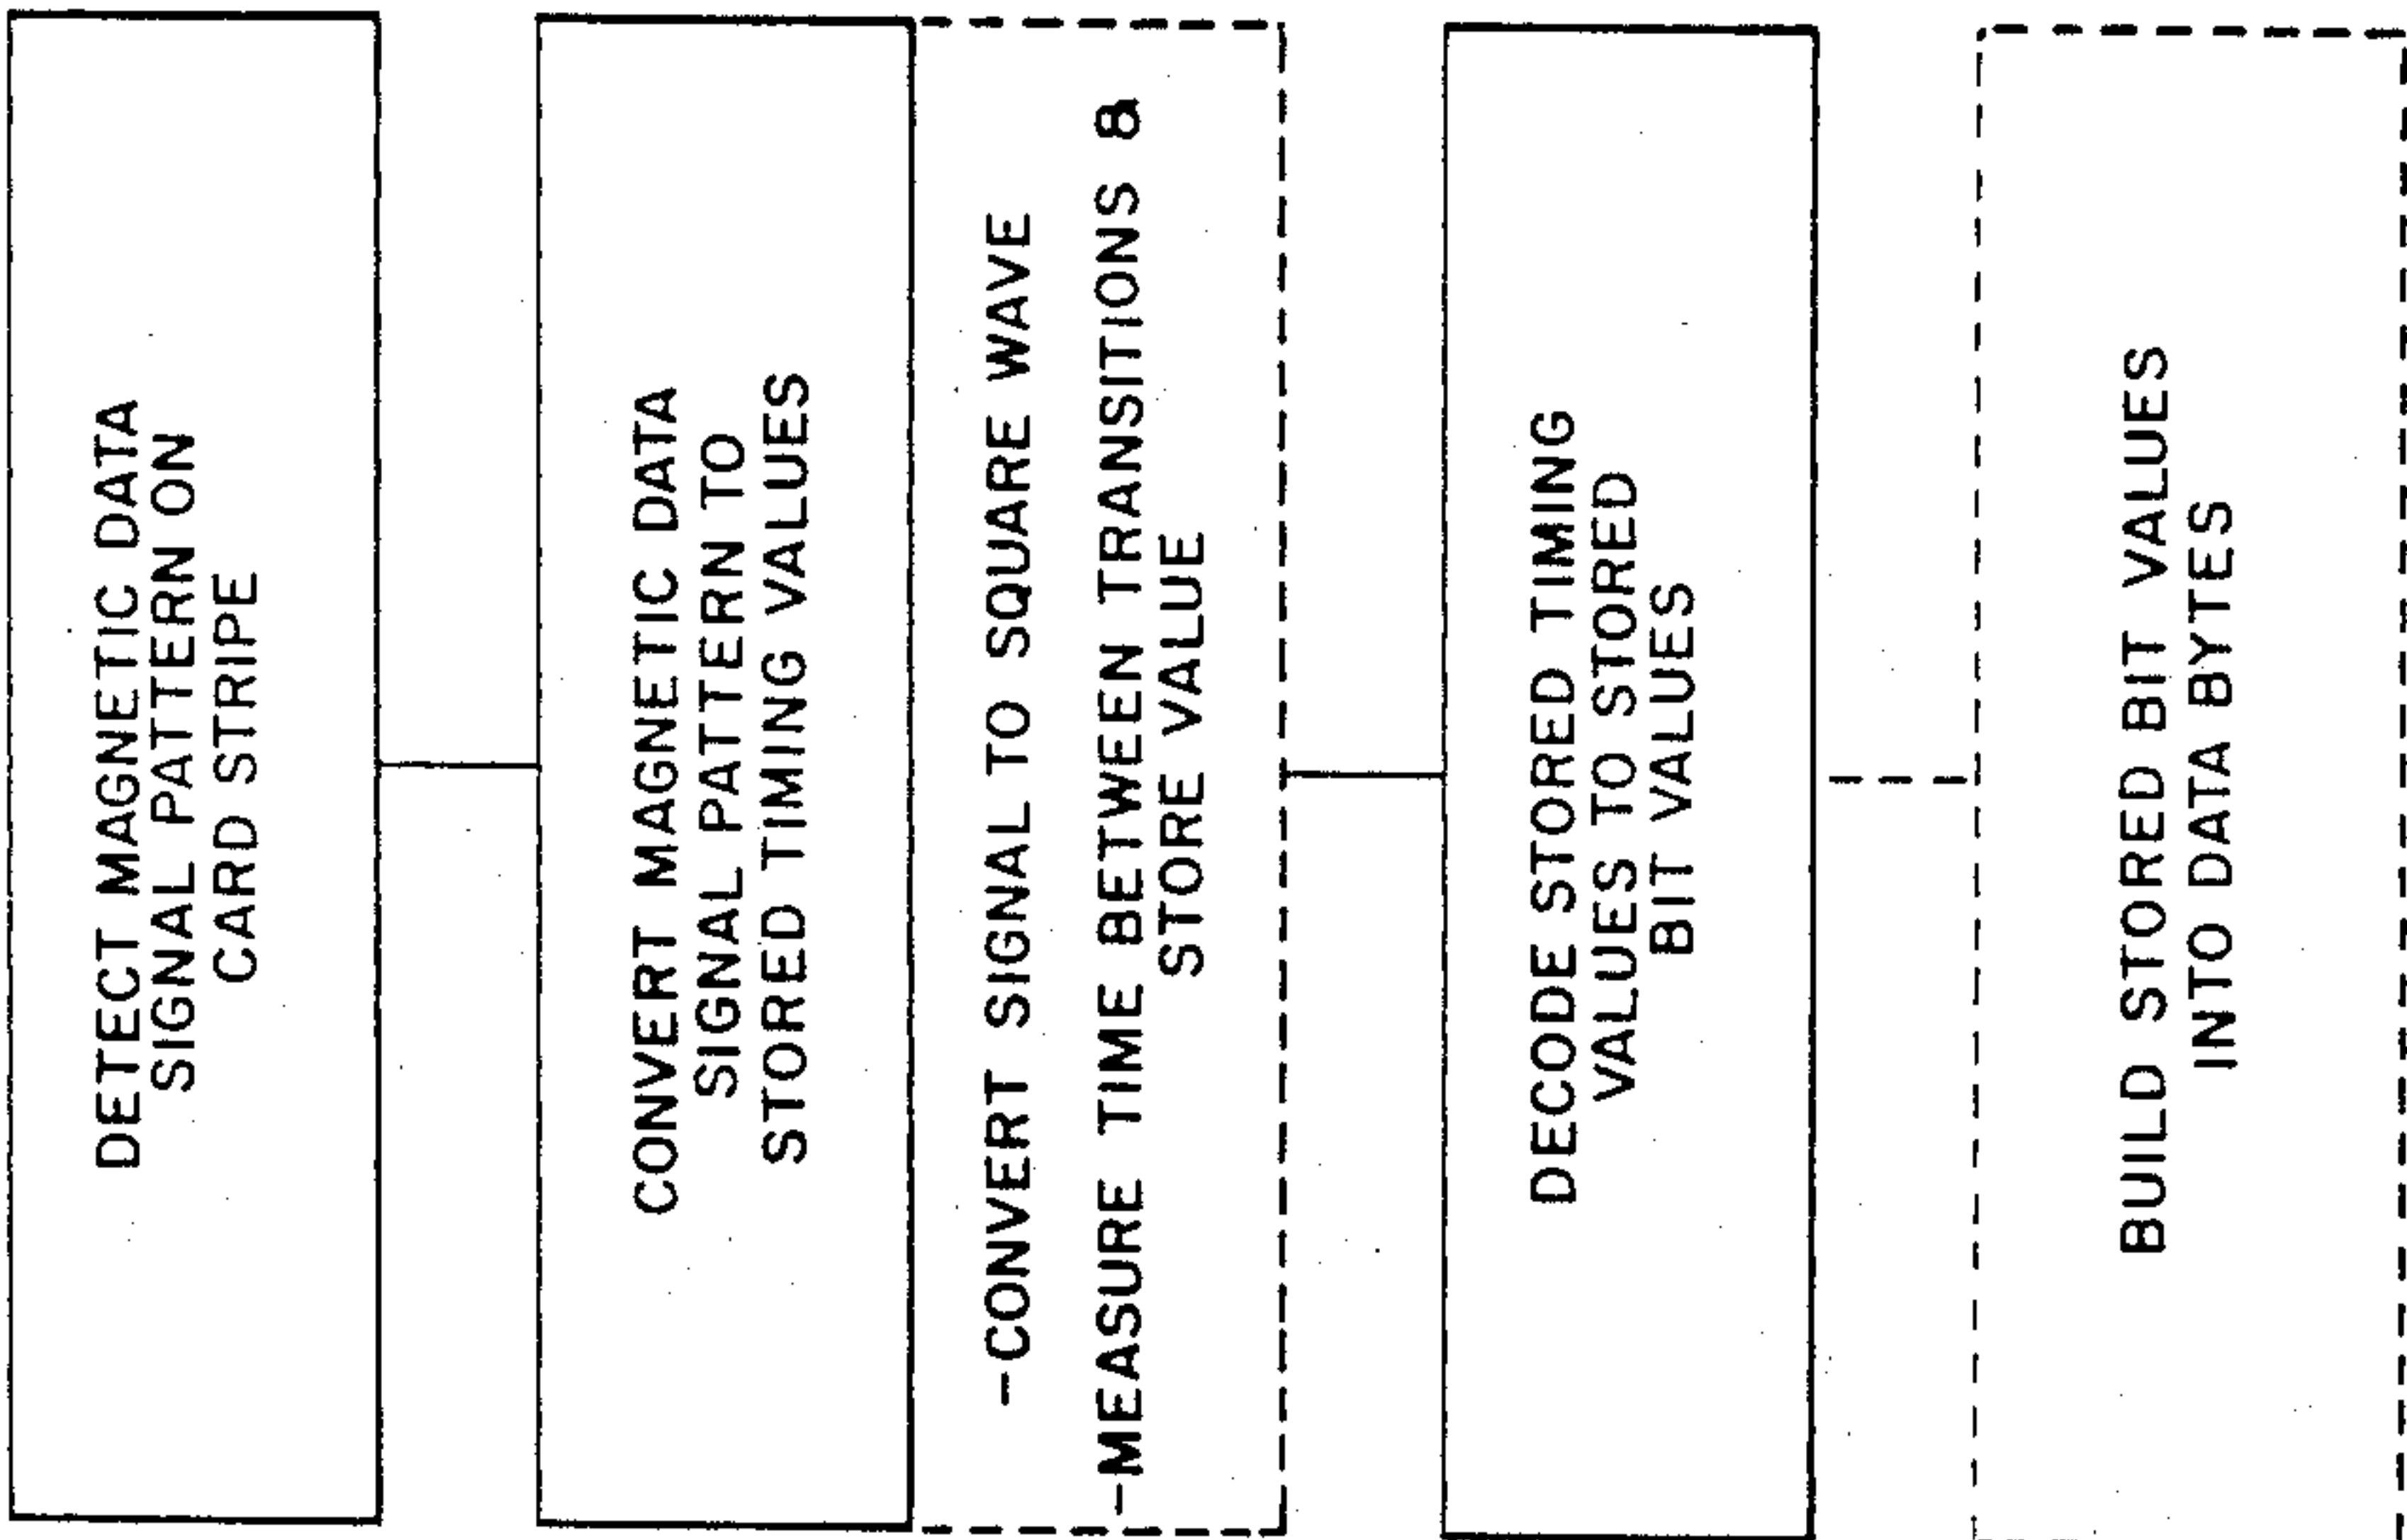 DETECT MAGNETIC DATA
SIGNAL PATTERN ON
CARD STRIPE
CONVERT MAGNETIC DATA
SIGNAL PATTERN TO
STORED TIMING VALUES
-CONVERT SIGNAL TO SQUARE WAVE
-MEASURE TIME BETWEEN TRANSITIONS &
STORE VALUE
DECODE STORED TIMING
VALUES TO STORED
BIT VALUES
BUILD STORED BIT VALUES
INTO DATA BYTES